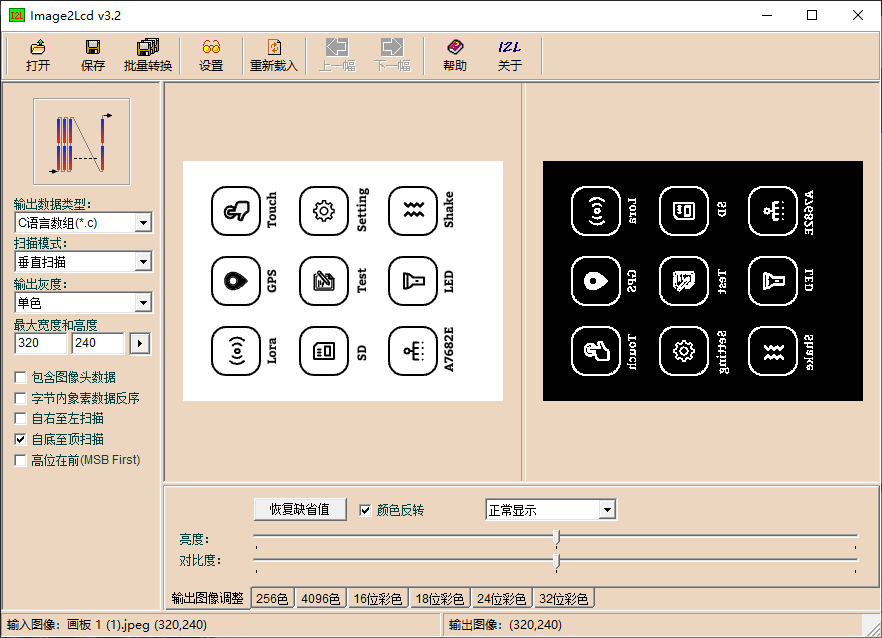 Image2Lcd v3.2
打开 保存 批量转换 设置 重新载入 上一幅 下一幅 帮助 关于
输出数据类型:
C语言数组(*.c)
扫描模式:
垂直扫描
输出灰度:
单色
最大宽度和高度
320 240
包含图像头数据
字节内象素数据反序
自右至左扫描
自底至顶扫描
高位在前(MSB First)
Touch Setting Shake
GPS Test LED
Lora SD A7682E
Lora SD A7682E
GPS Test LED
Touch Setting Shake
恢复缺省值 颜色反转 正常显示
亮度:
对比度:
输出图像调整 256色 4096色 16位彩色 18位彩色 24位彩色 32位彩色
输入图像: 画板 1 (1).jpeg (320,240) 输出图像: (320,240)